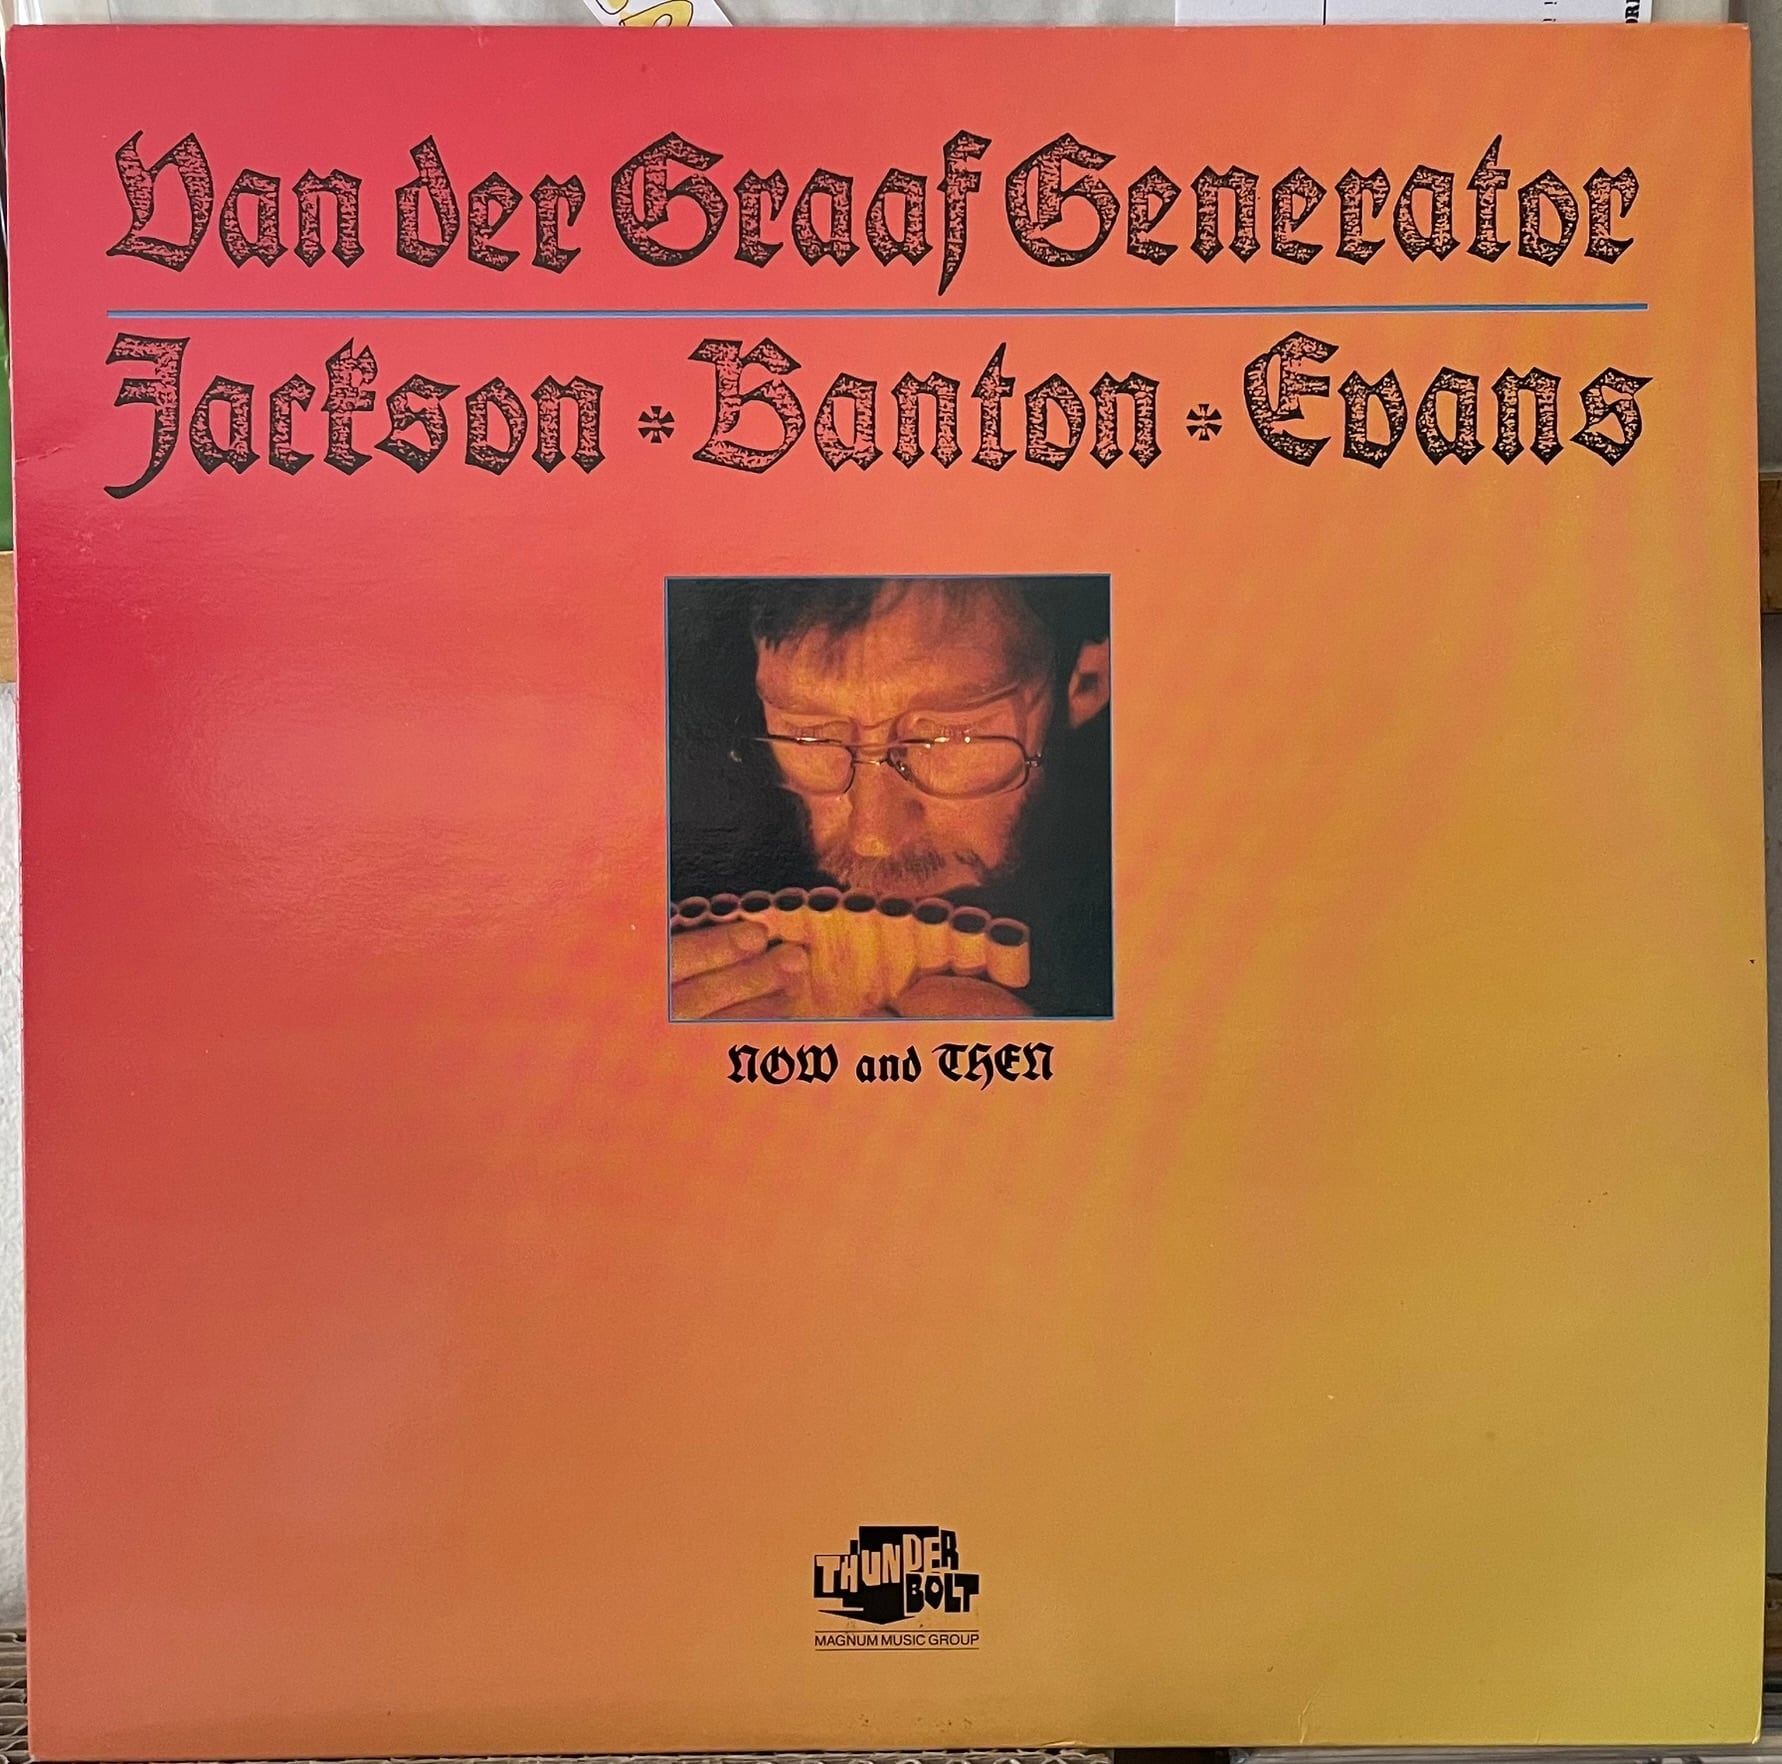 Van der Graaf Generator
Jackson * Banton * Evans
NOW and THEN
THUNDER
BOLT
MAGNUM MUSIC GROUP